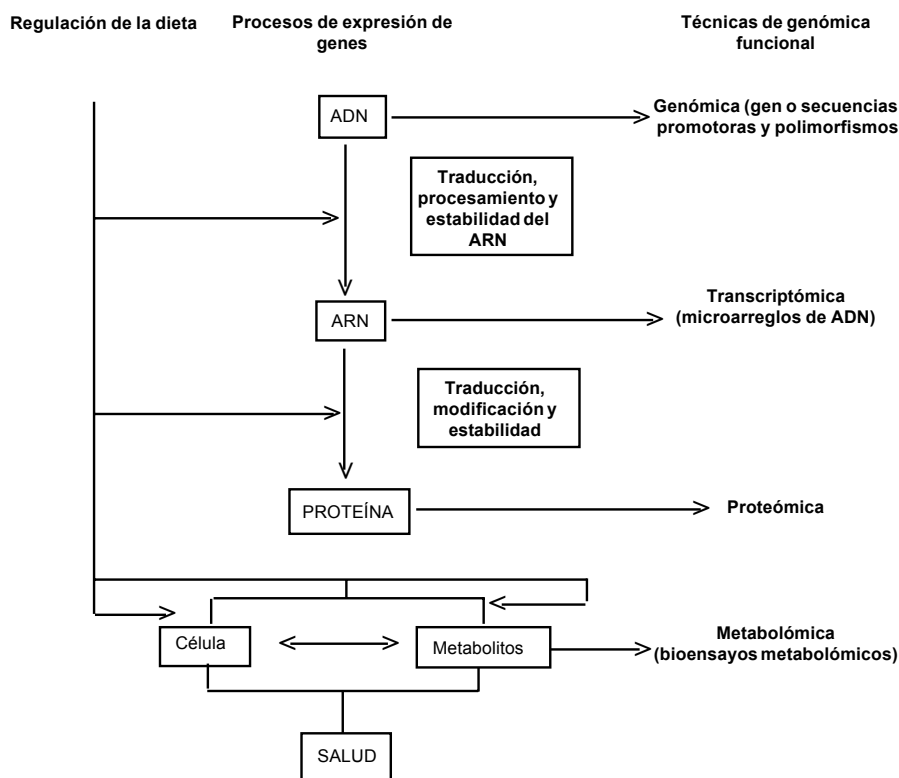 Regulación de la dieta
Procesos de expresión de
genes
Técnicas de genómica
funcional
ADN
Genómica (gen o secuencias
promotoras y polimorfismos
Traducción,
procesamiento y
estabilidad del
ARN
ARN
Transcriptómica
(microarreglos de ADN)
Traducción,
modificación y
estabilidad
PROTEÍNA
Proteómica
Célula
Metabolitos
Metabolómica
(bioensayos metabolómicos)
SALUD